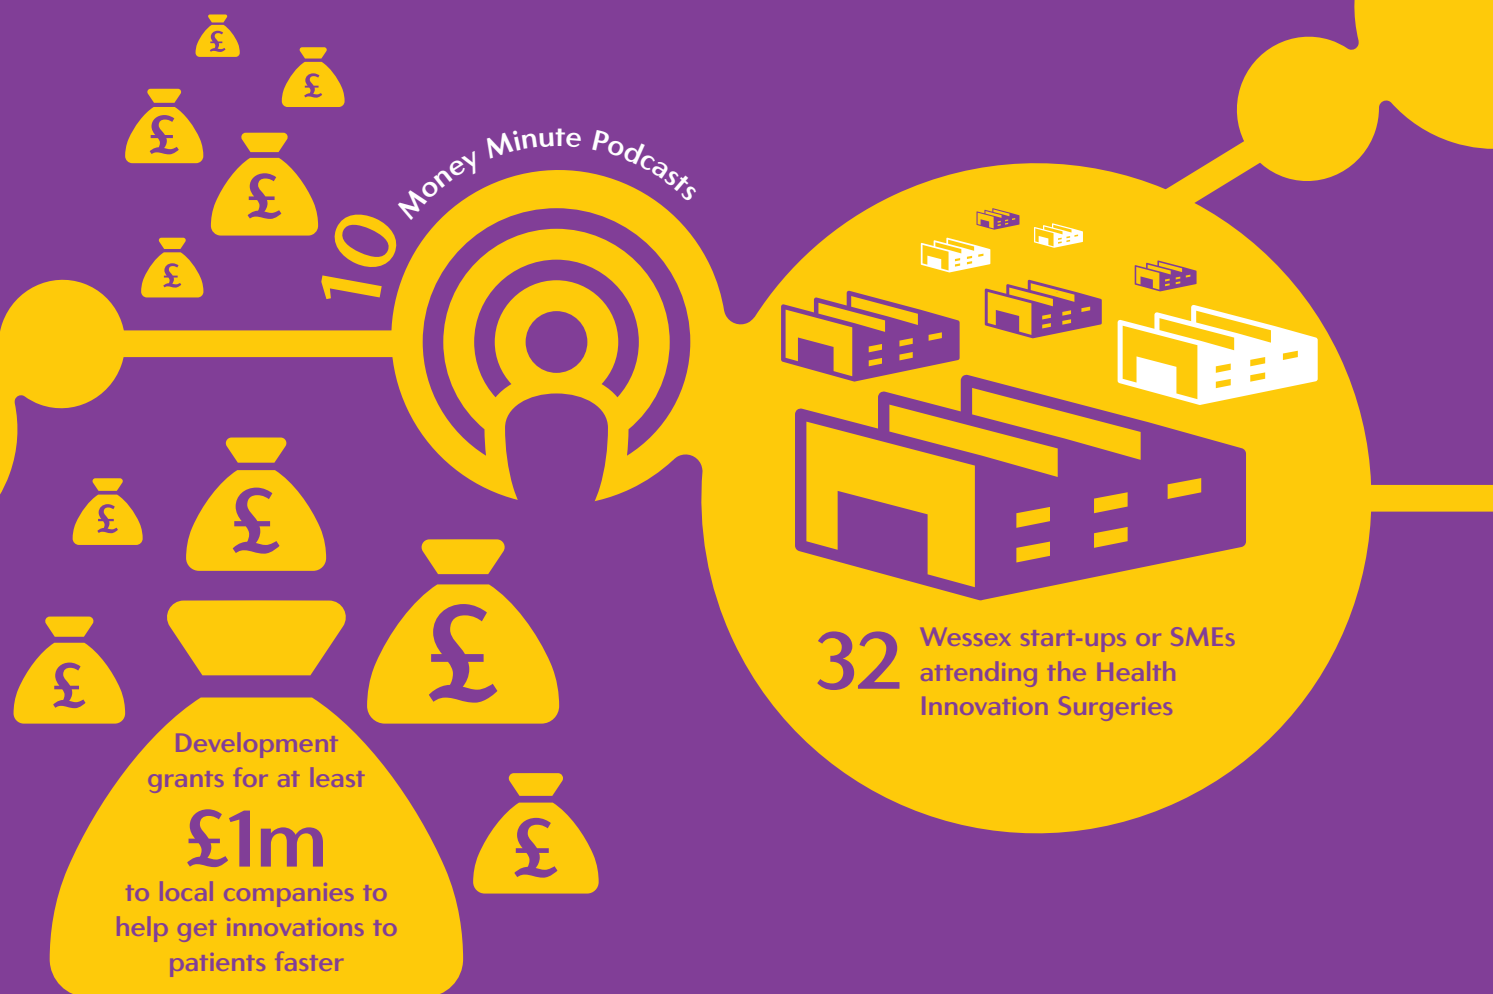 £
£
£
£
£
10
Money Minute Podcasts
£
£
£
£
£
Development
grants for at least
£1m
to local companies to
help get innovations to
patients faster
32
Wessex start-ups or SMEs
attending the Health
Innovation Surgeries